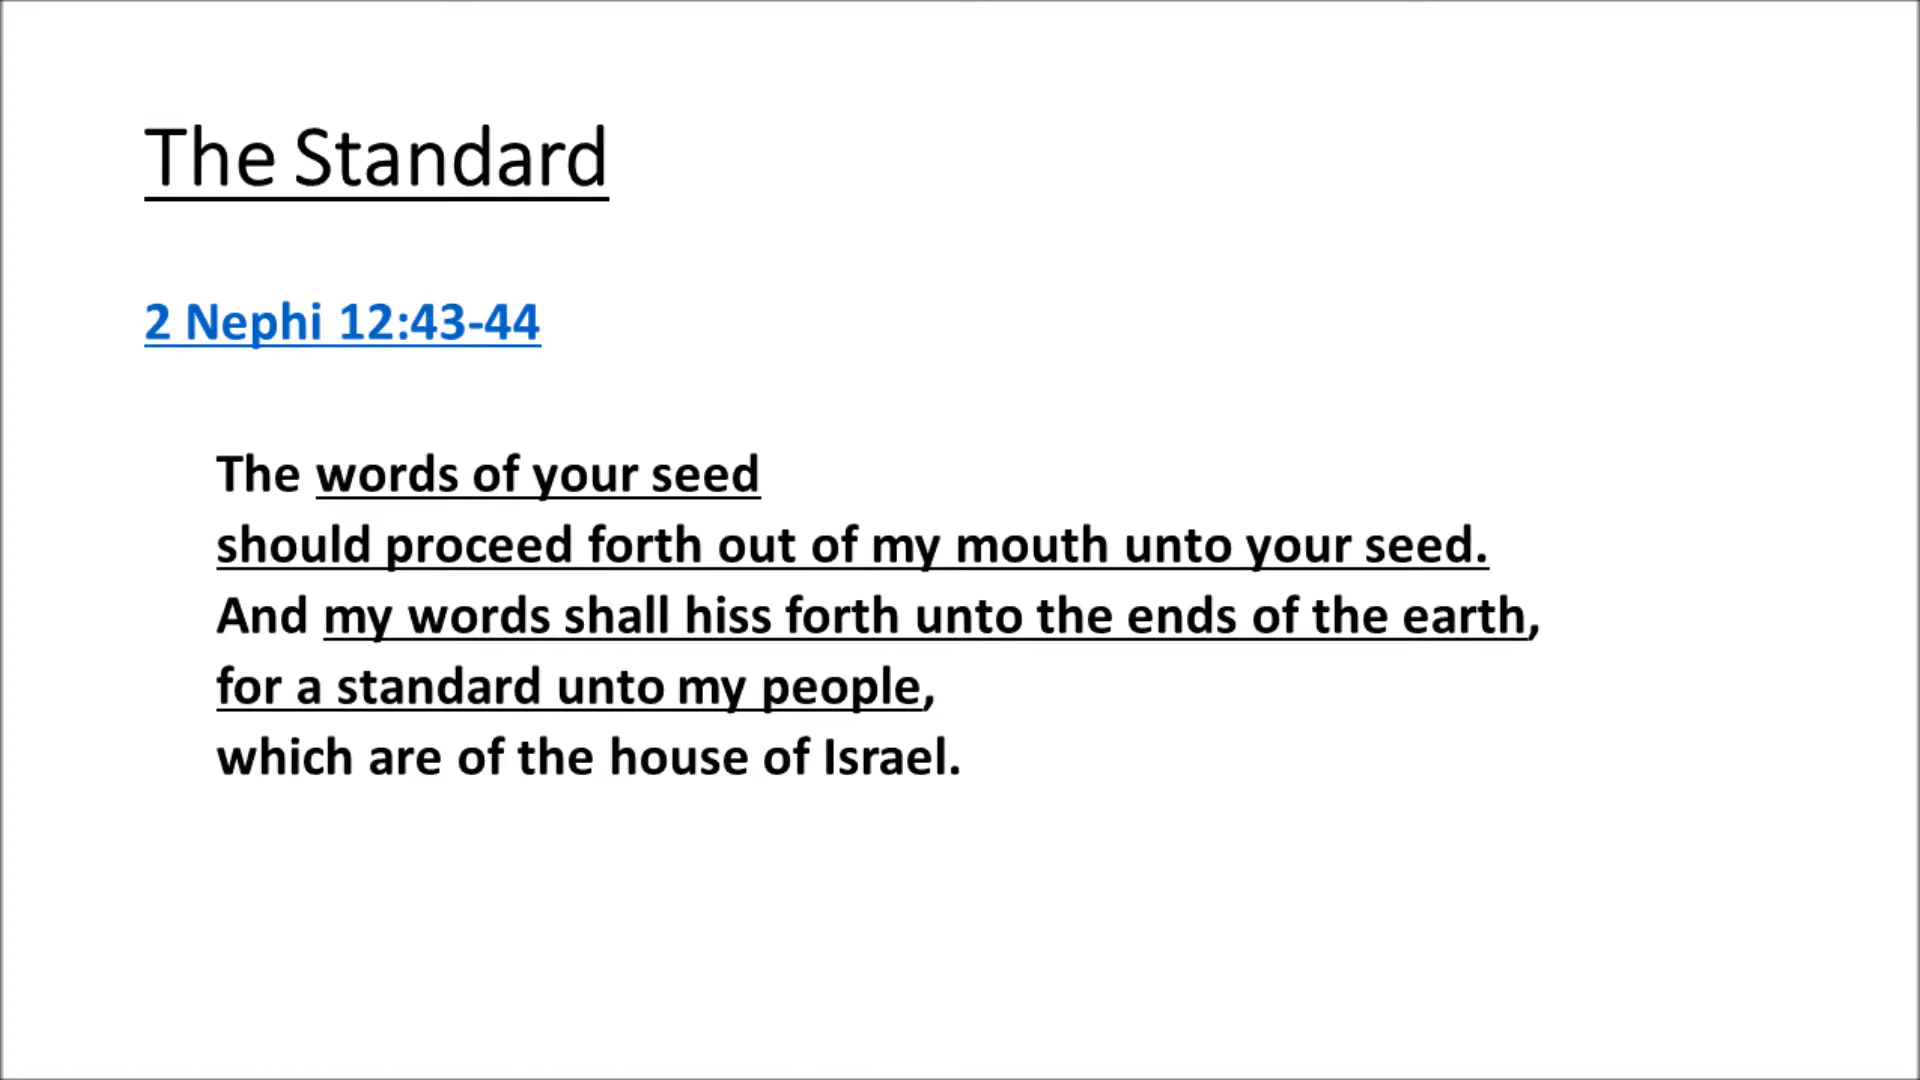 The Standard
2 Nephi 12:43-44
The words of your seed
should proceed forth out of my mouth unto your seed.
And my words shall hiss forth unto the ends of the earth,
for a standard unto my people,
which are of the house of Israel.